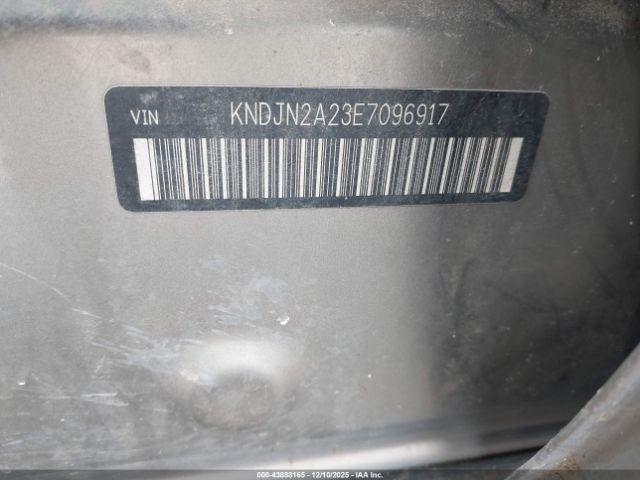 VIN KNDJN2A23E7096917
000-43888165 - 12/10/2025 - IAA Inc.